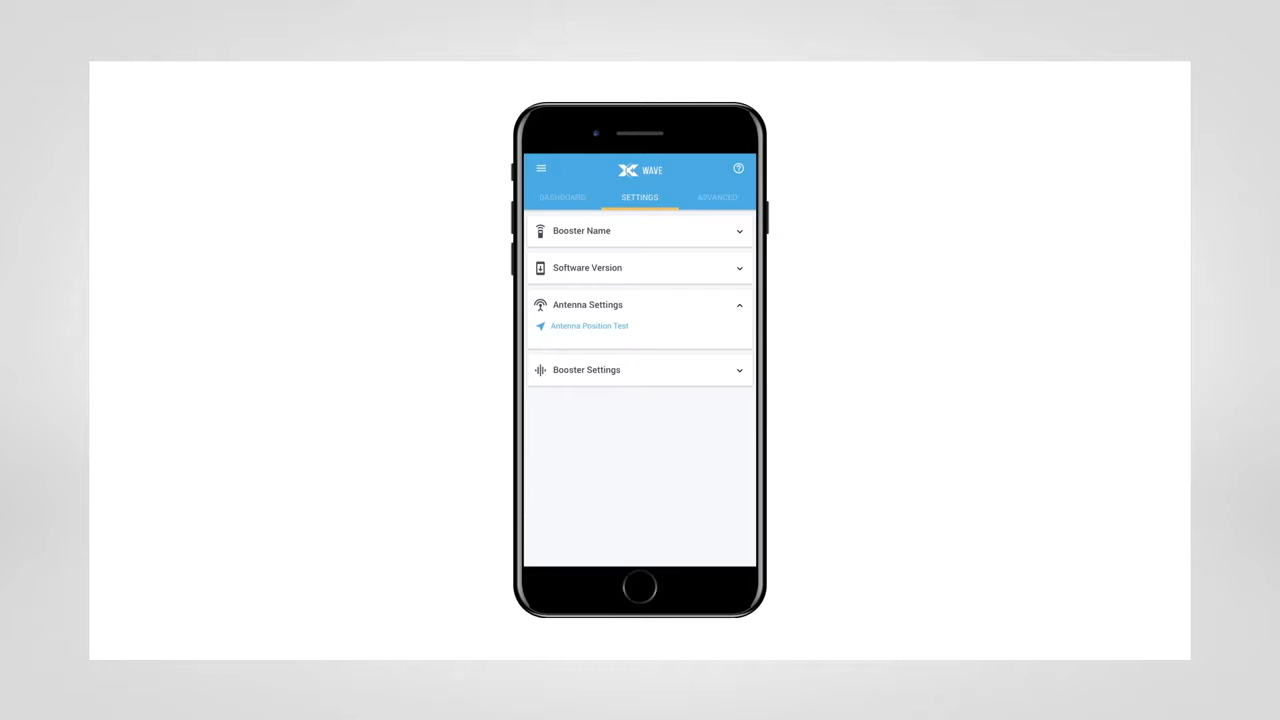 WAVE
DASHBOARD SETTINGS ADVANCED
Booster Name
Software Version
Antenna Settings
Antenna Position Test
Booster Settings